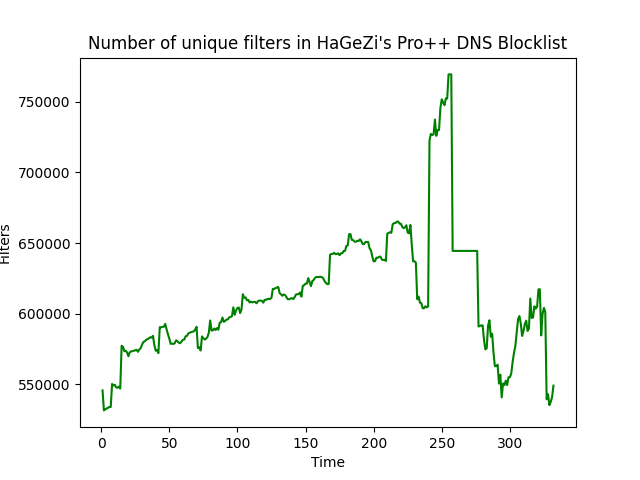 Number of unique filters in HaGeZi's Pro++ DNS Blocklist
Filters
750000
700000
650000
600000
550000
0 50 100 150 200 250 300
Time